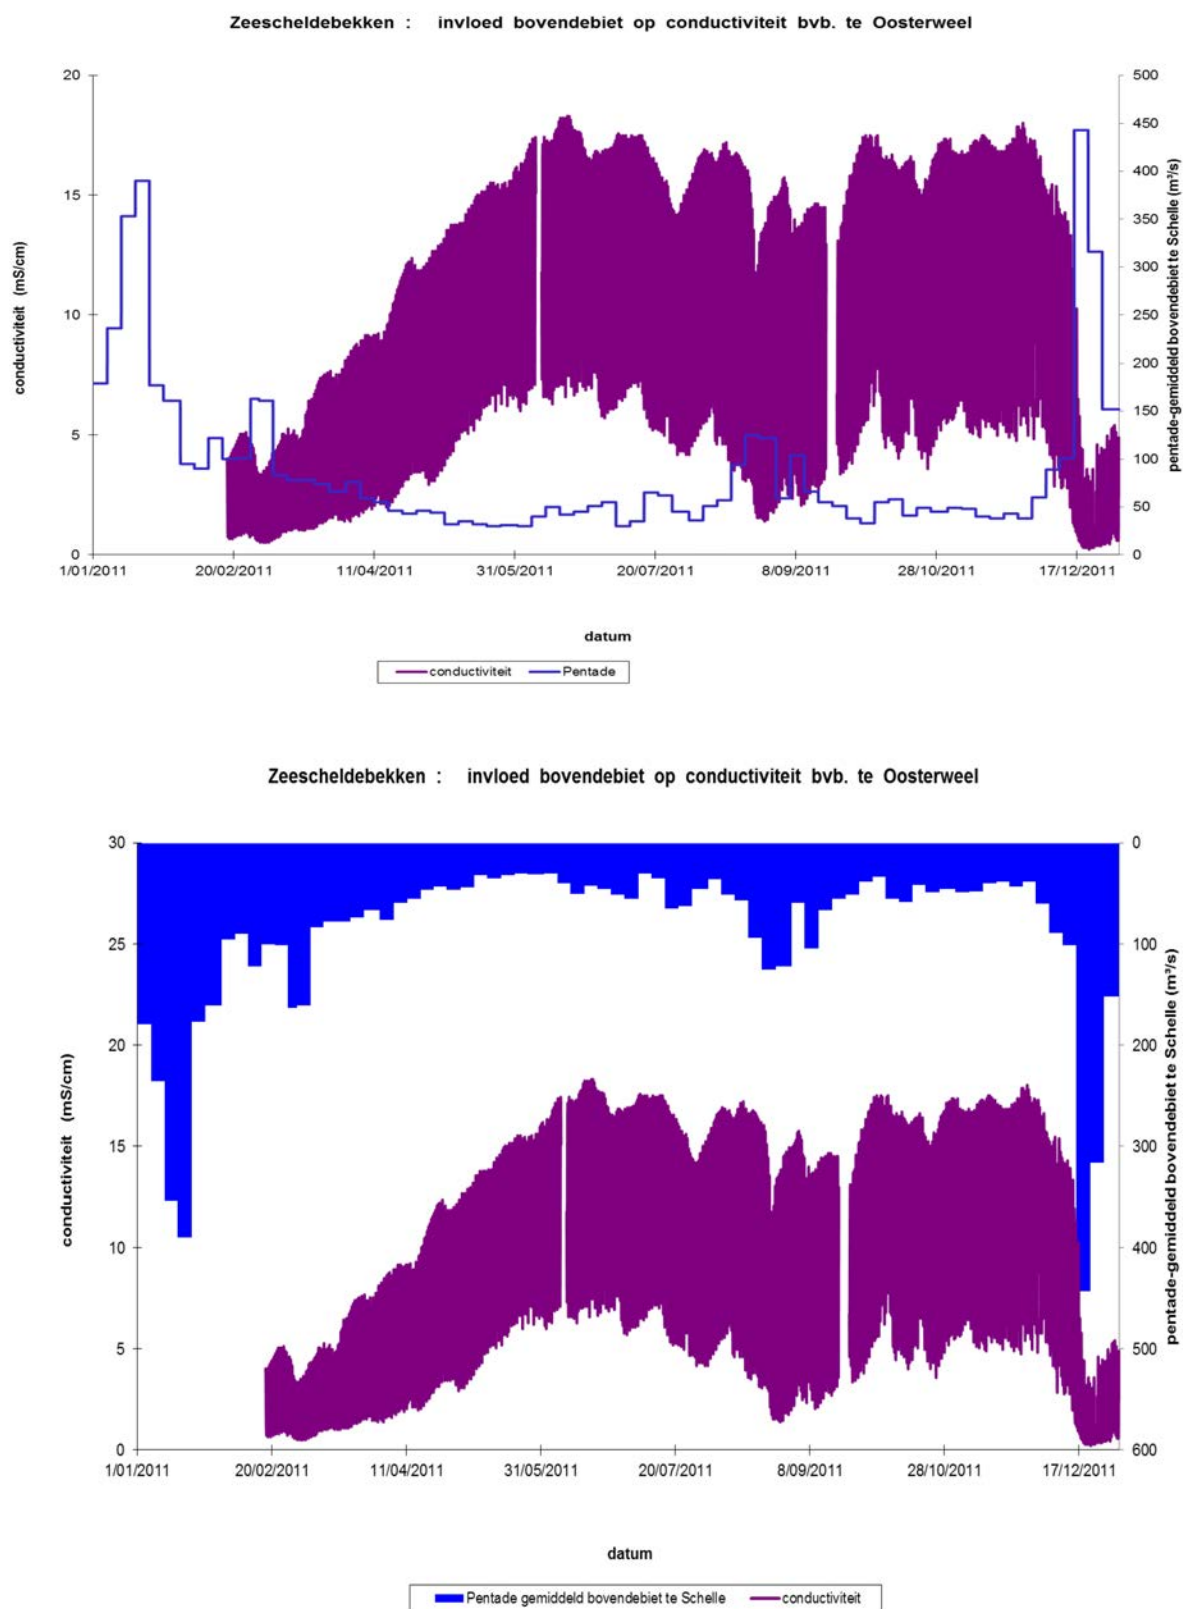 Zeescheldebekken : invloed bovendebiet op conductiviteit bvb. te Oosterweel
20 500
450
400
15
350
300
10 250
200
150
5
100
50
0 0
conductiviteit (mS/cm)
pentade-gemiddeld bovendebiet te Schelle (m³/s)
1/01/2011 20/02/2011 11/04/2011 31/05/2011 20/07/2011 8/09/2011 28/10/2011 17/12/2011
datum
conductiviteit Pentade
Zeescheldebekken : invloed bovendebiet op conductiviteit bvb. te Oosterweel
30 0
25 100
20 200
15 300
10 400
5 500
0 600
conductiviteit (mS/cm)
pentade-gemiddeld bovendebiet te Schelle (m³/s)
1/01/2011 20/02/2011 11/04/2011 31/05/2011 20/07/2011 8/09/2011 28/10/2011 17/12/2011
datum
Pentade gemiddeld bovendebiet te Schelle conductiviteit